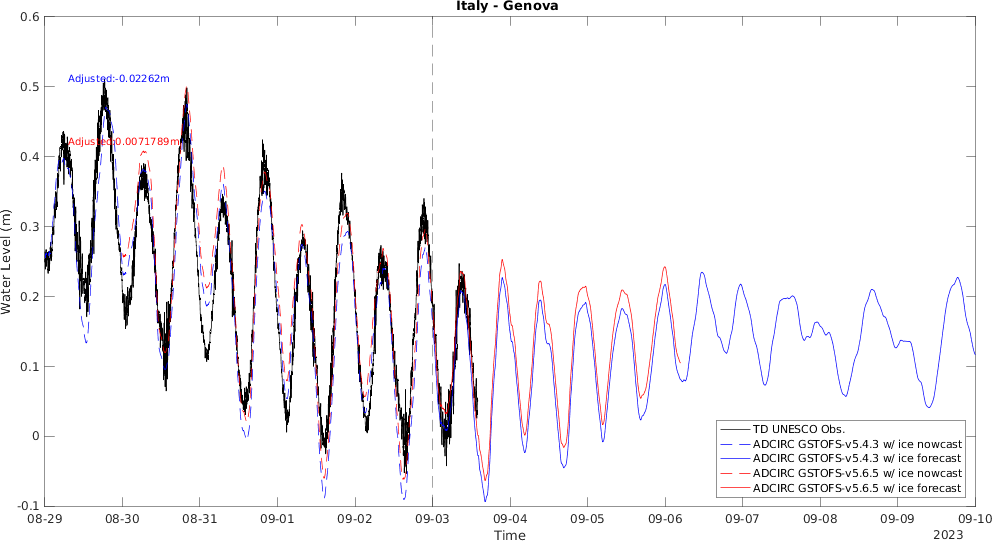 Italy - Genova
Water Level (m)
0.6
0.5
0.4
0.3
0.2
0.1
0
-0.1
Adjusted:-0.02262m
Adjusted:0.0071789m
08-29 08-30 08-31 09-01 09-02 09-03 09-04 09-05 09-06 09-07 09-08 09-09 09-10
Time
2023
TD UNESCO Obs.
ADCIRC GSTOFS-v5.4.3 w/ ice nowcast
ADCIRC GSTOFS-v5.4.3 w/ ice forecast
ADCIRC GSTOFS-v5.6.5 w/ ice nowcast
ADCIRC GSTOFS-v5.6.5 w/ ice forecast